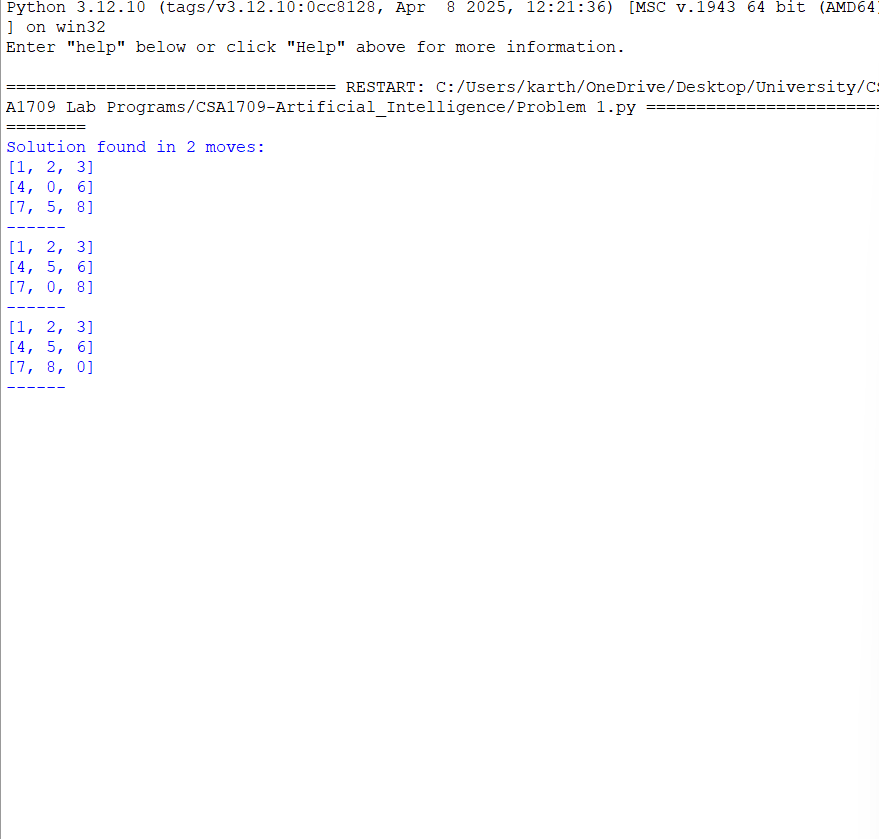 Python 3.12.10 (tags/v3.12.10:0cc8128, Apr  8 2025, 12:21:36) [MSC v.1943 64 bit (AMD64)
] on win32
Enter "help" below or click "Help" above for more information.
================================= RESTART: C:/Users/karth/OneDrive/Desktop/University/CS
A1709 Lab Programs/CSA1709-Artificial_Intelligence/Problem 1.py ========================
========
Solution found in 2 moves:
[1, 2, 3]
[4, 0, 6]
[7, 5, 8]
------
[1, 2, 3]
[4, 5, 6]
[7, 0, 8]
------
[1, 2, 3]
[4, 5, 6]
[7, 8, 0]
------